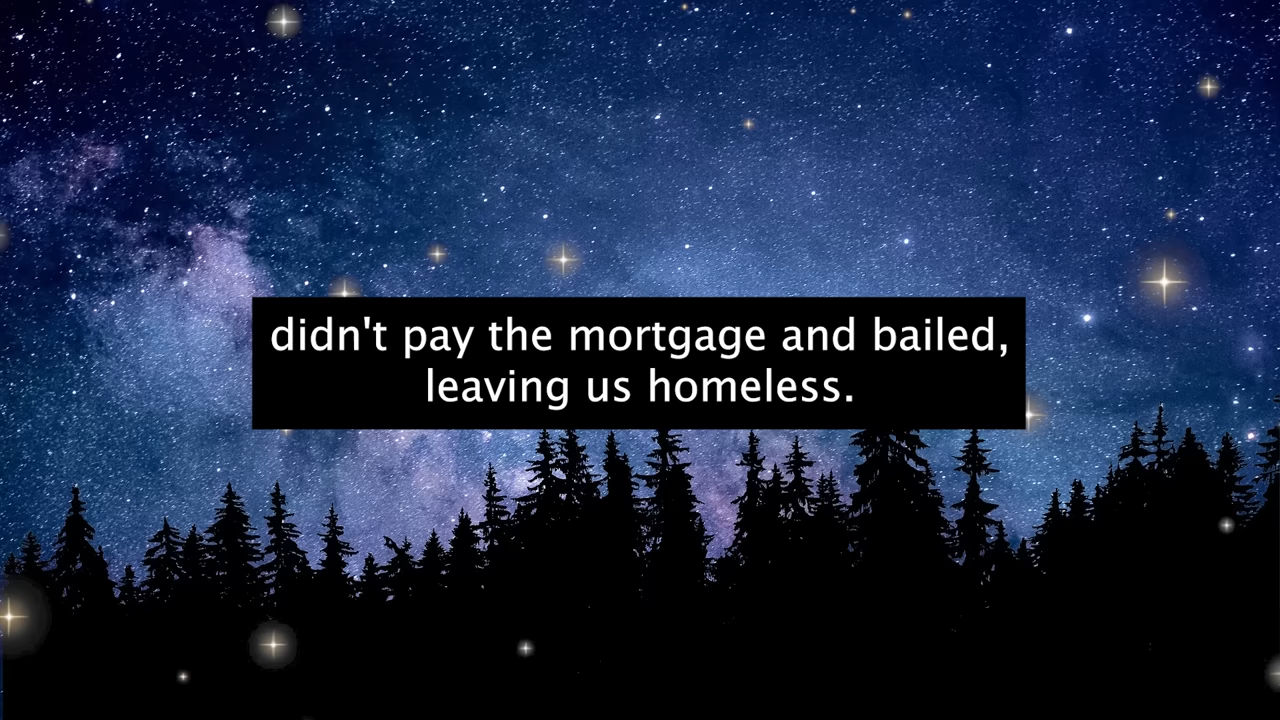 didn't pay the mortgage and bailed,
leaving us homeless.